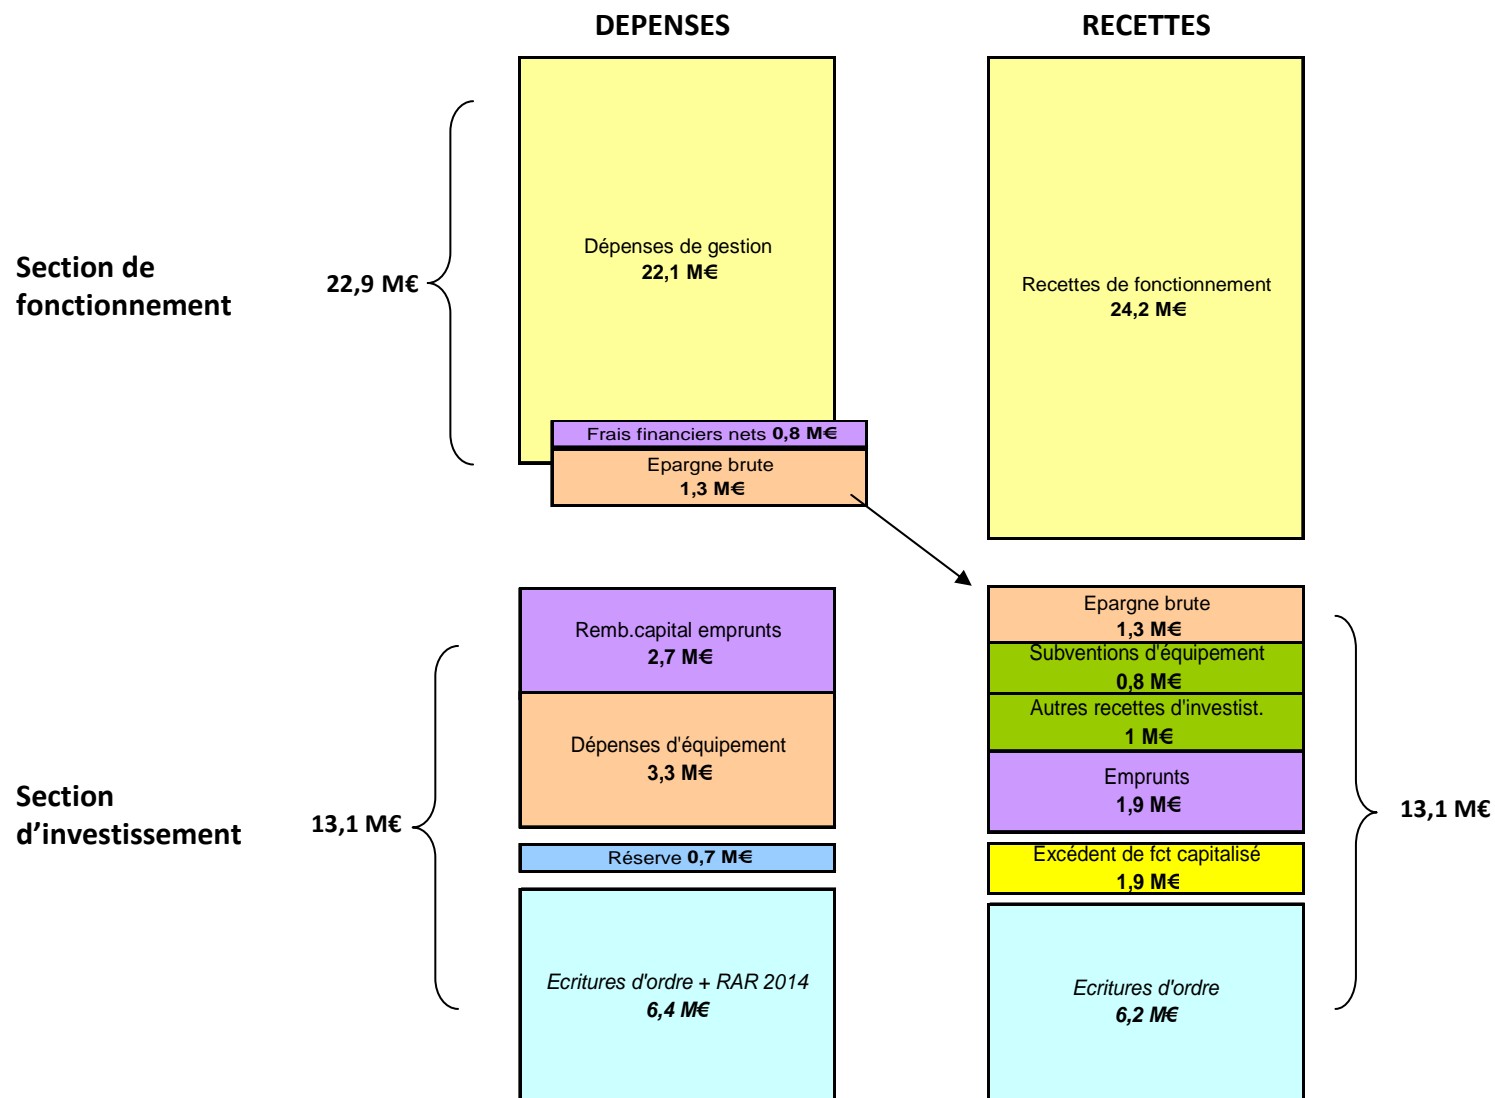 DEPENSES
RECETTES
Section de
fonctionnement
22,9 M€
Dépenses de gestion
22,1 M€
Frais financiers nets 0,8 M€
Epargne brute
1,3 M€
Recettes de fonctionnement
24,2 M€
Section
d’investissement
13,1 M€
Remb.capital emprunts
2,7 M€
Dépenses d'équipement
3,3 M€
Réserve 0,7 M€
Ecritures d'ordre + RAR 2014
6,4 M€
Epargne brute
1,3 M€
Subventions d'équipement
0,8 M€
Autres recettes d'investist.
1 M€
Emprunts
1,9 M€
Excédent de fct capitalisé
1,9 M€
Ecritures d'ordre
6,2 M€
13,1 M€